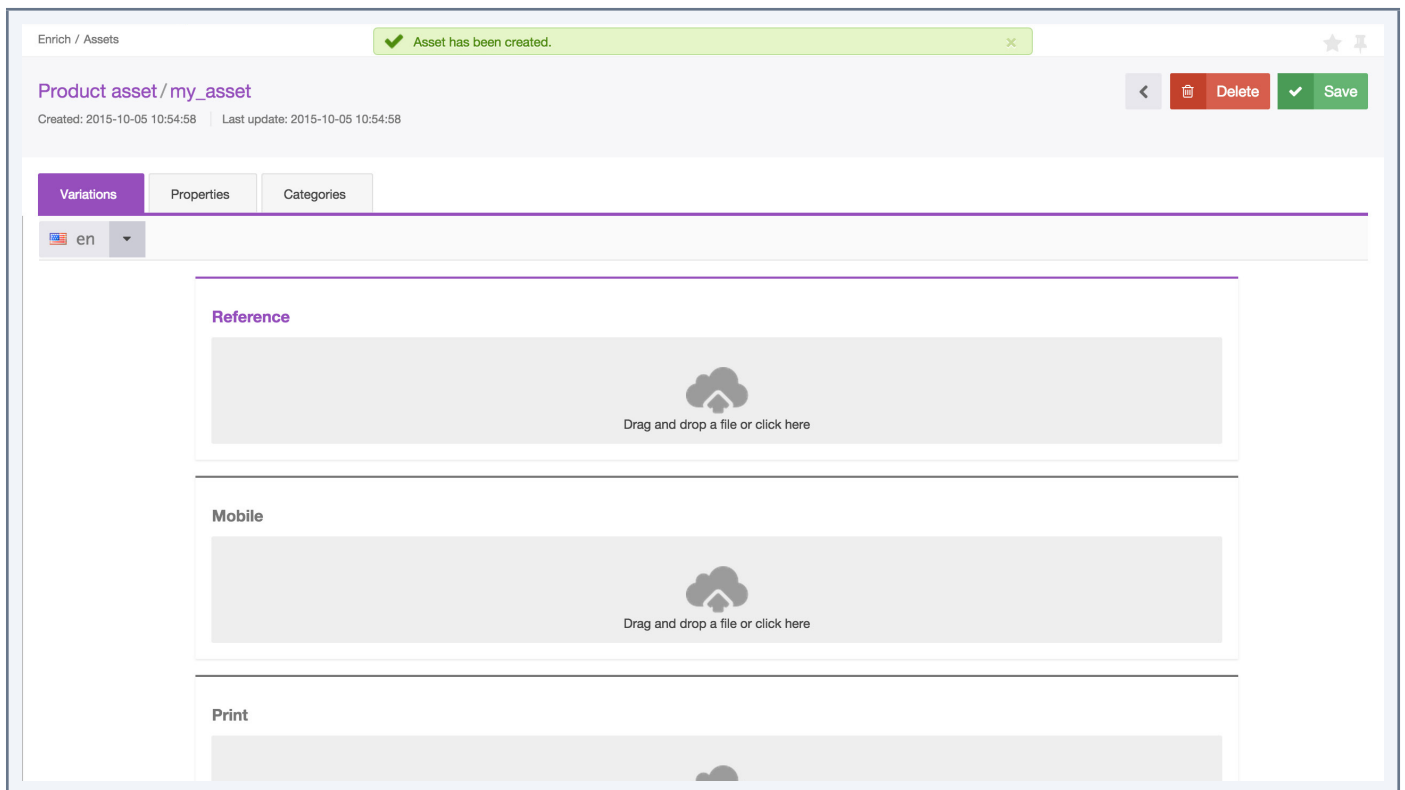 Enrich / Assets
Asset has been created.
Product asset / my_asset
Delete
Save
Created: 2015-10-05 10:54:58 Last update: 2015-10-05 10:54:58
Variations Properties Categories
en
Reference
Drag and drop a file or click here
Mobile
Drag and drop a file or click here
Print